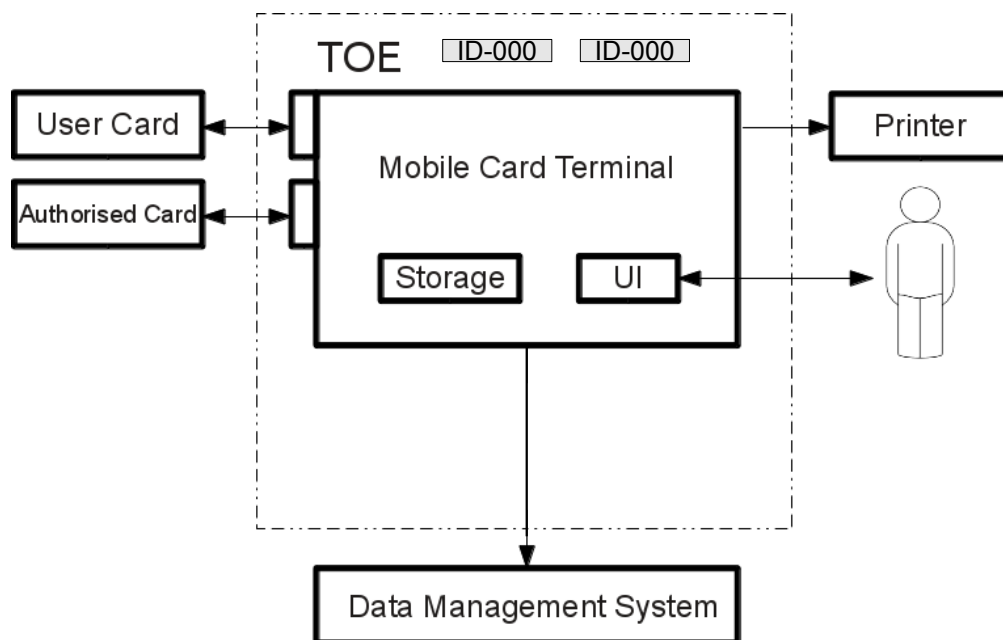 TOE
ID-000
ID-000
User Card
Printer
Mobile Card Terminal
Authorised Card
Storage
UI
Data Management System